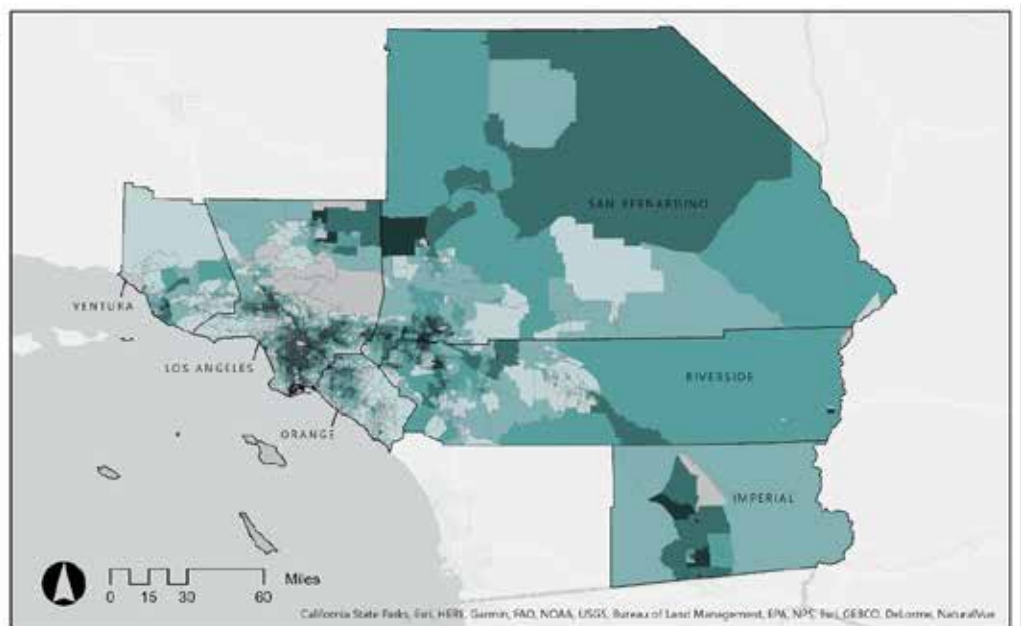 SAN BERNARDINO
VENTURA
LOS ANGELES
RIVERSIDE
ORANGE
IMPERIAL
Miles
0 15 30 60
California State Parks, Esri, HERE, Garmin, FAO, NOAA, USGS, Bureau of Land Management, EPA, NPS, Esri, GEBCO, DeLorme, NaturalVue